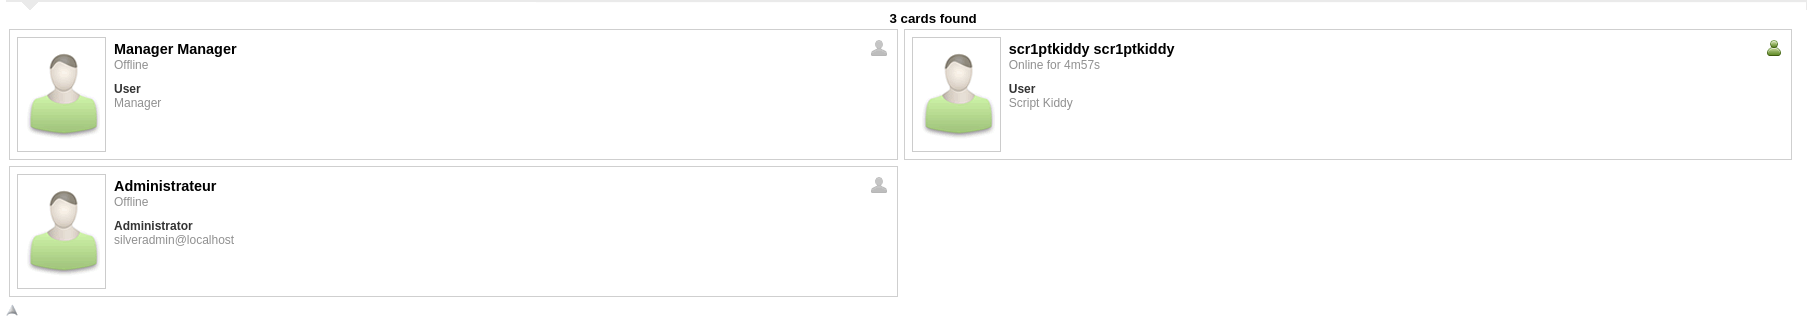 3 cards found
Manager Manager
Offline
User
Manager
scr1ptkiddy scr1ptkiddy
Online for 4m57s
User
Script Kiddy
Administrateur
Offline
Administrator
silveradmin@localhost